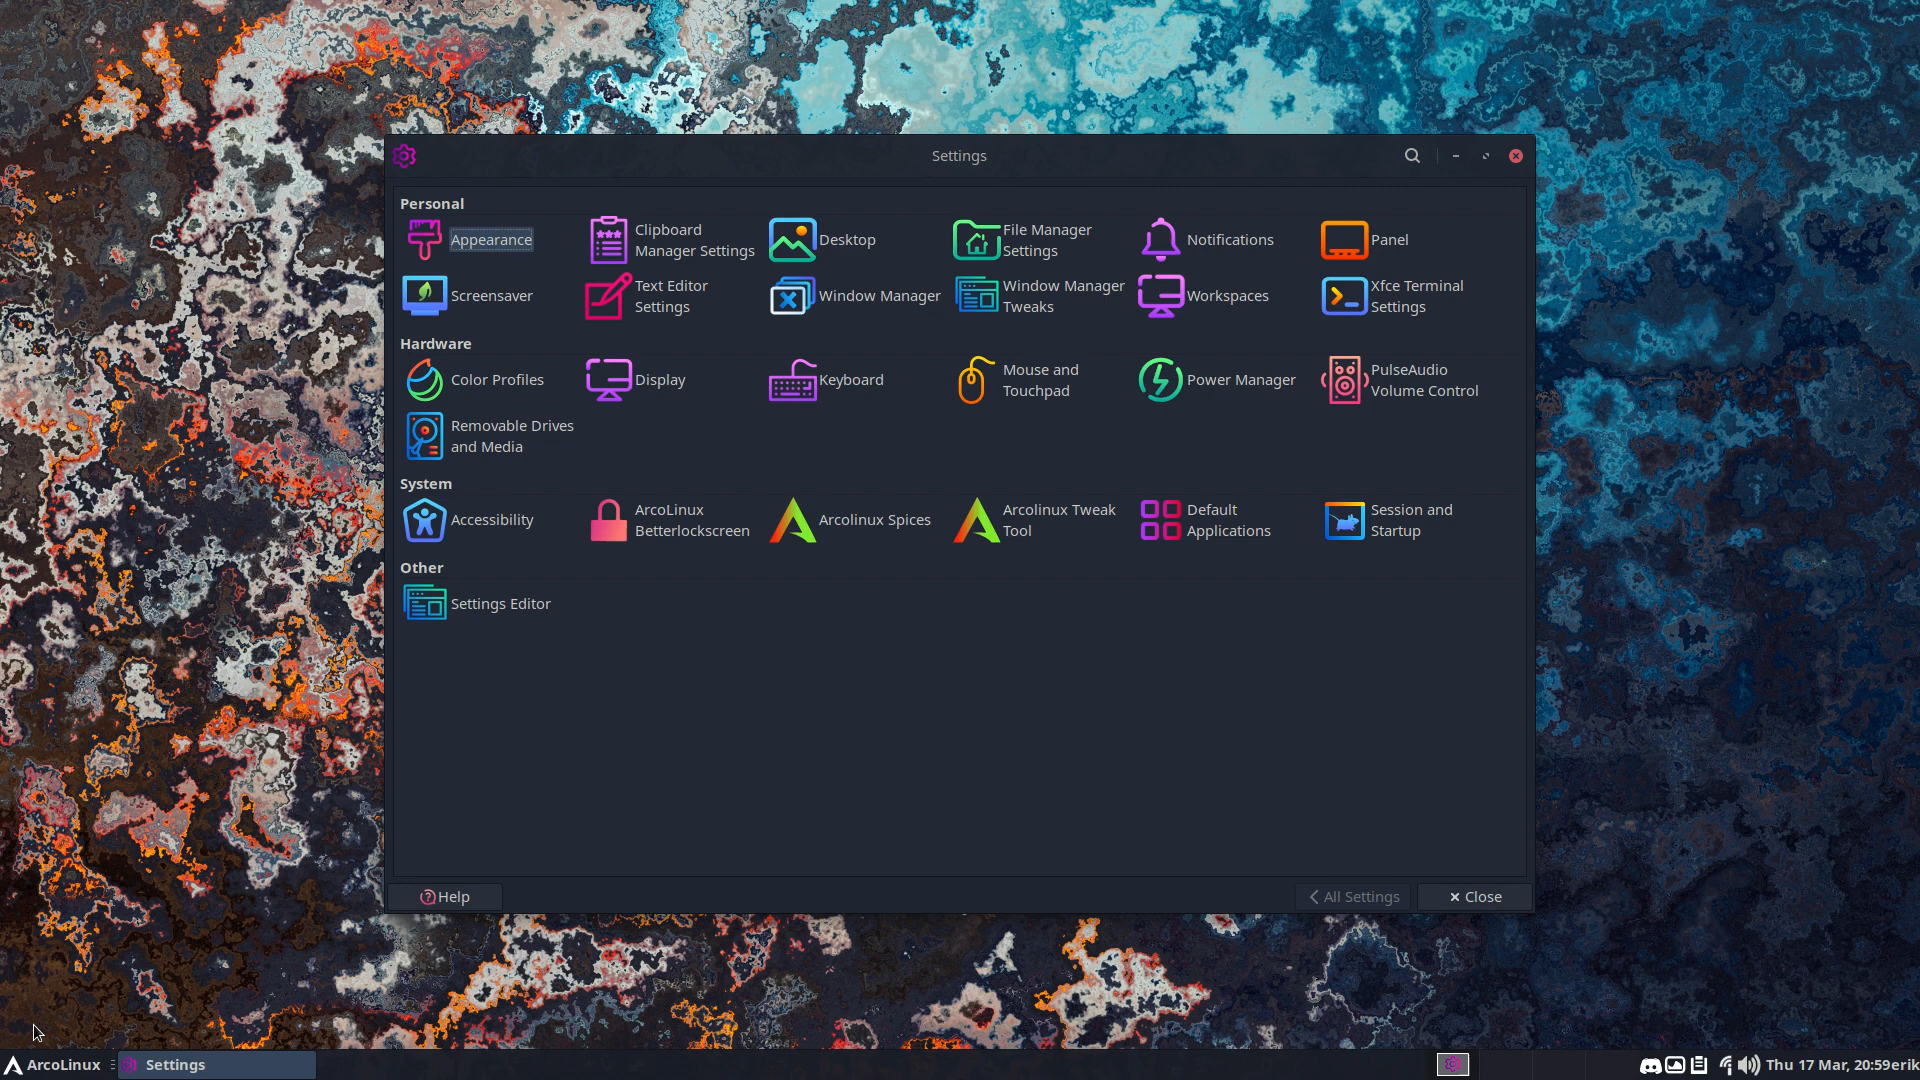 Settings
Personal
Appearance
Clipboard
Manager Settings
Desktop
File Manager
Settings
Notifications
Panel
Screensaver
Text Editor
Settings
Window Manager
Window Manager
Tweaks
Workspaces
Xfce Terminal
Settings
Hardware
Color Profiles
Display
Keyboard
Mouse and
Touchpad
Power Manager
PulseAudio
Volume Control
Removable Drives
and Media
System
Accessibility
ArcoLinux
Betterlockscreen
Arcolinux Spices
Arcolinux Tweak
Tool
Default
Applications
Session and
Startup
Other
Settings Editor
Help
All Settings
Close
ArcoLinux
Settings
Thu 17 Mar, 20:59erik